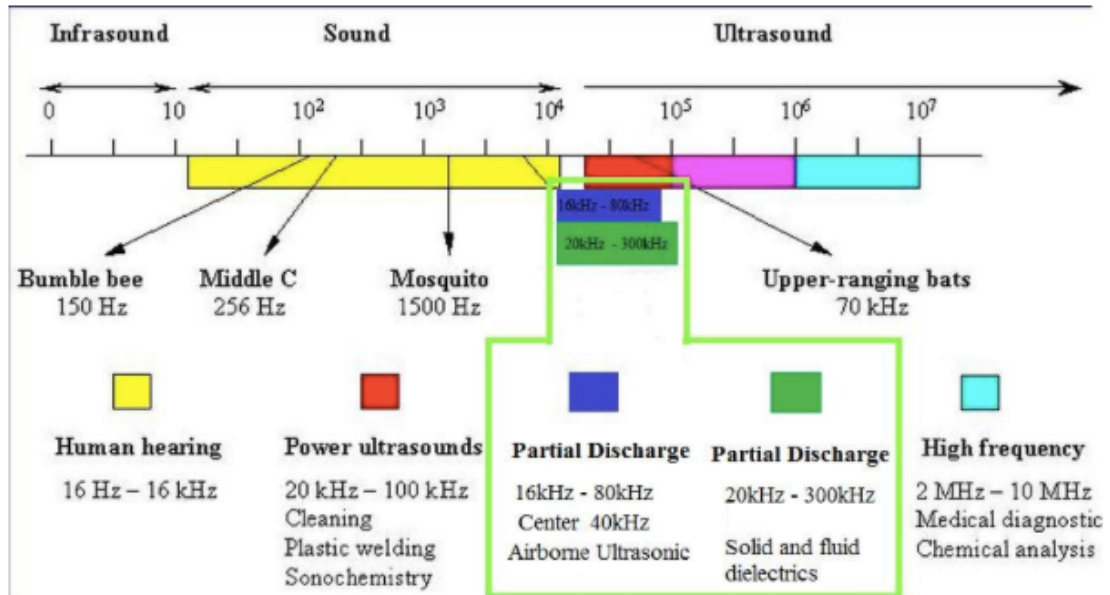 Infrasound Sound Ultrasound
0 10 10² 10³ 10⁴ 10⁵ 10⁶ 10⁷
16kHz - 80kHz
20kHz - 300kHz
Bumble bee Middle C Mosquito Upper-ranging bats
150 Hz 256 Hz 1500 Hz 70 kHz
Human hearing
16 Hz – 16 kHz
Power ultrasounds
20 kHz – 100 kHz
Cleaning
Plastic welding
Sonochemistry
Partial Discharge
16kHz - 80kHz
Center 40kHz
Airborne Ultrasonic
Partial Discharge
20kHz - 300kHz
Solid and fluid
dielectrics
High frequency
2 MHz – 10 MHz
Medical diagnostic
Chemical analysis